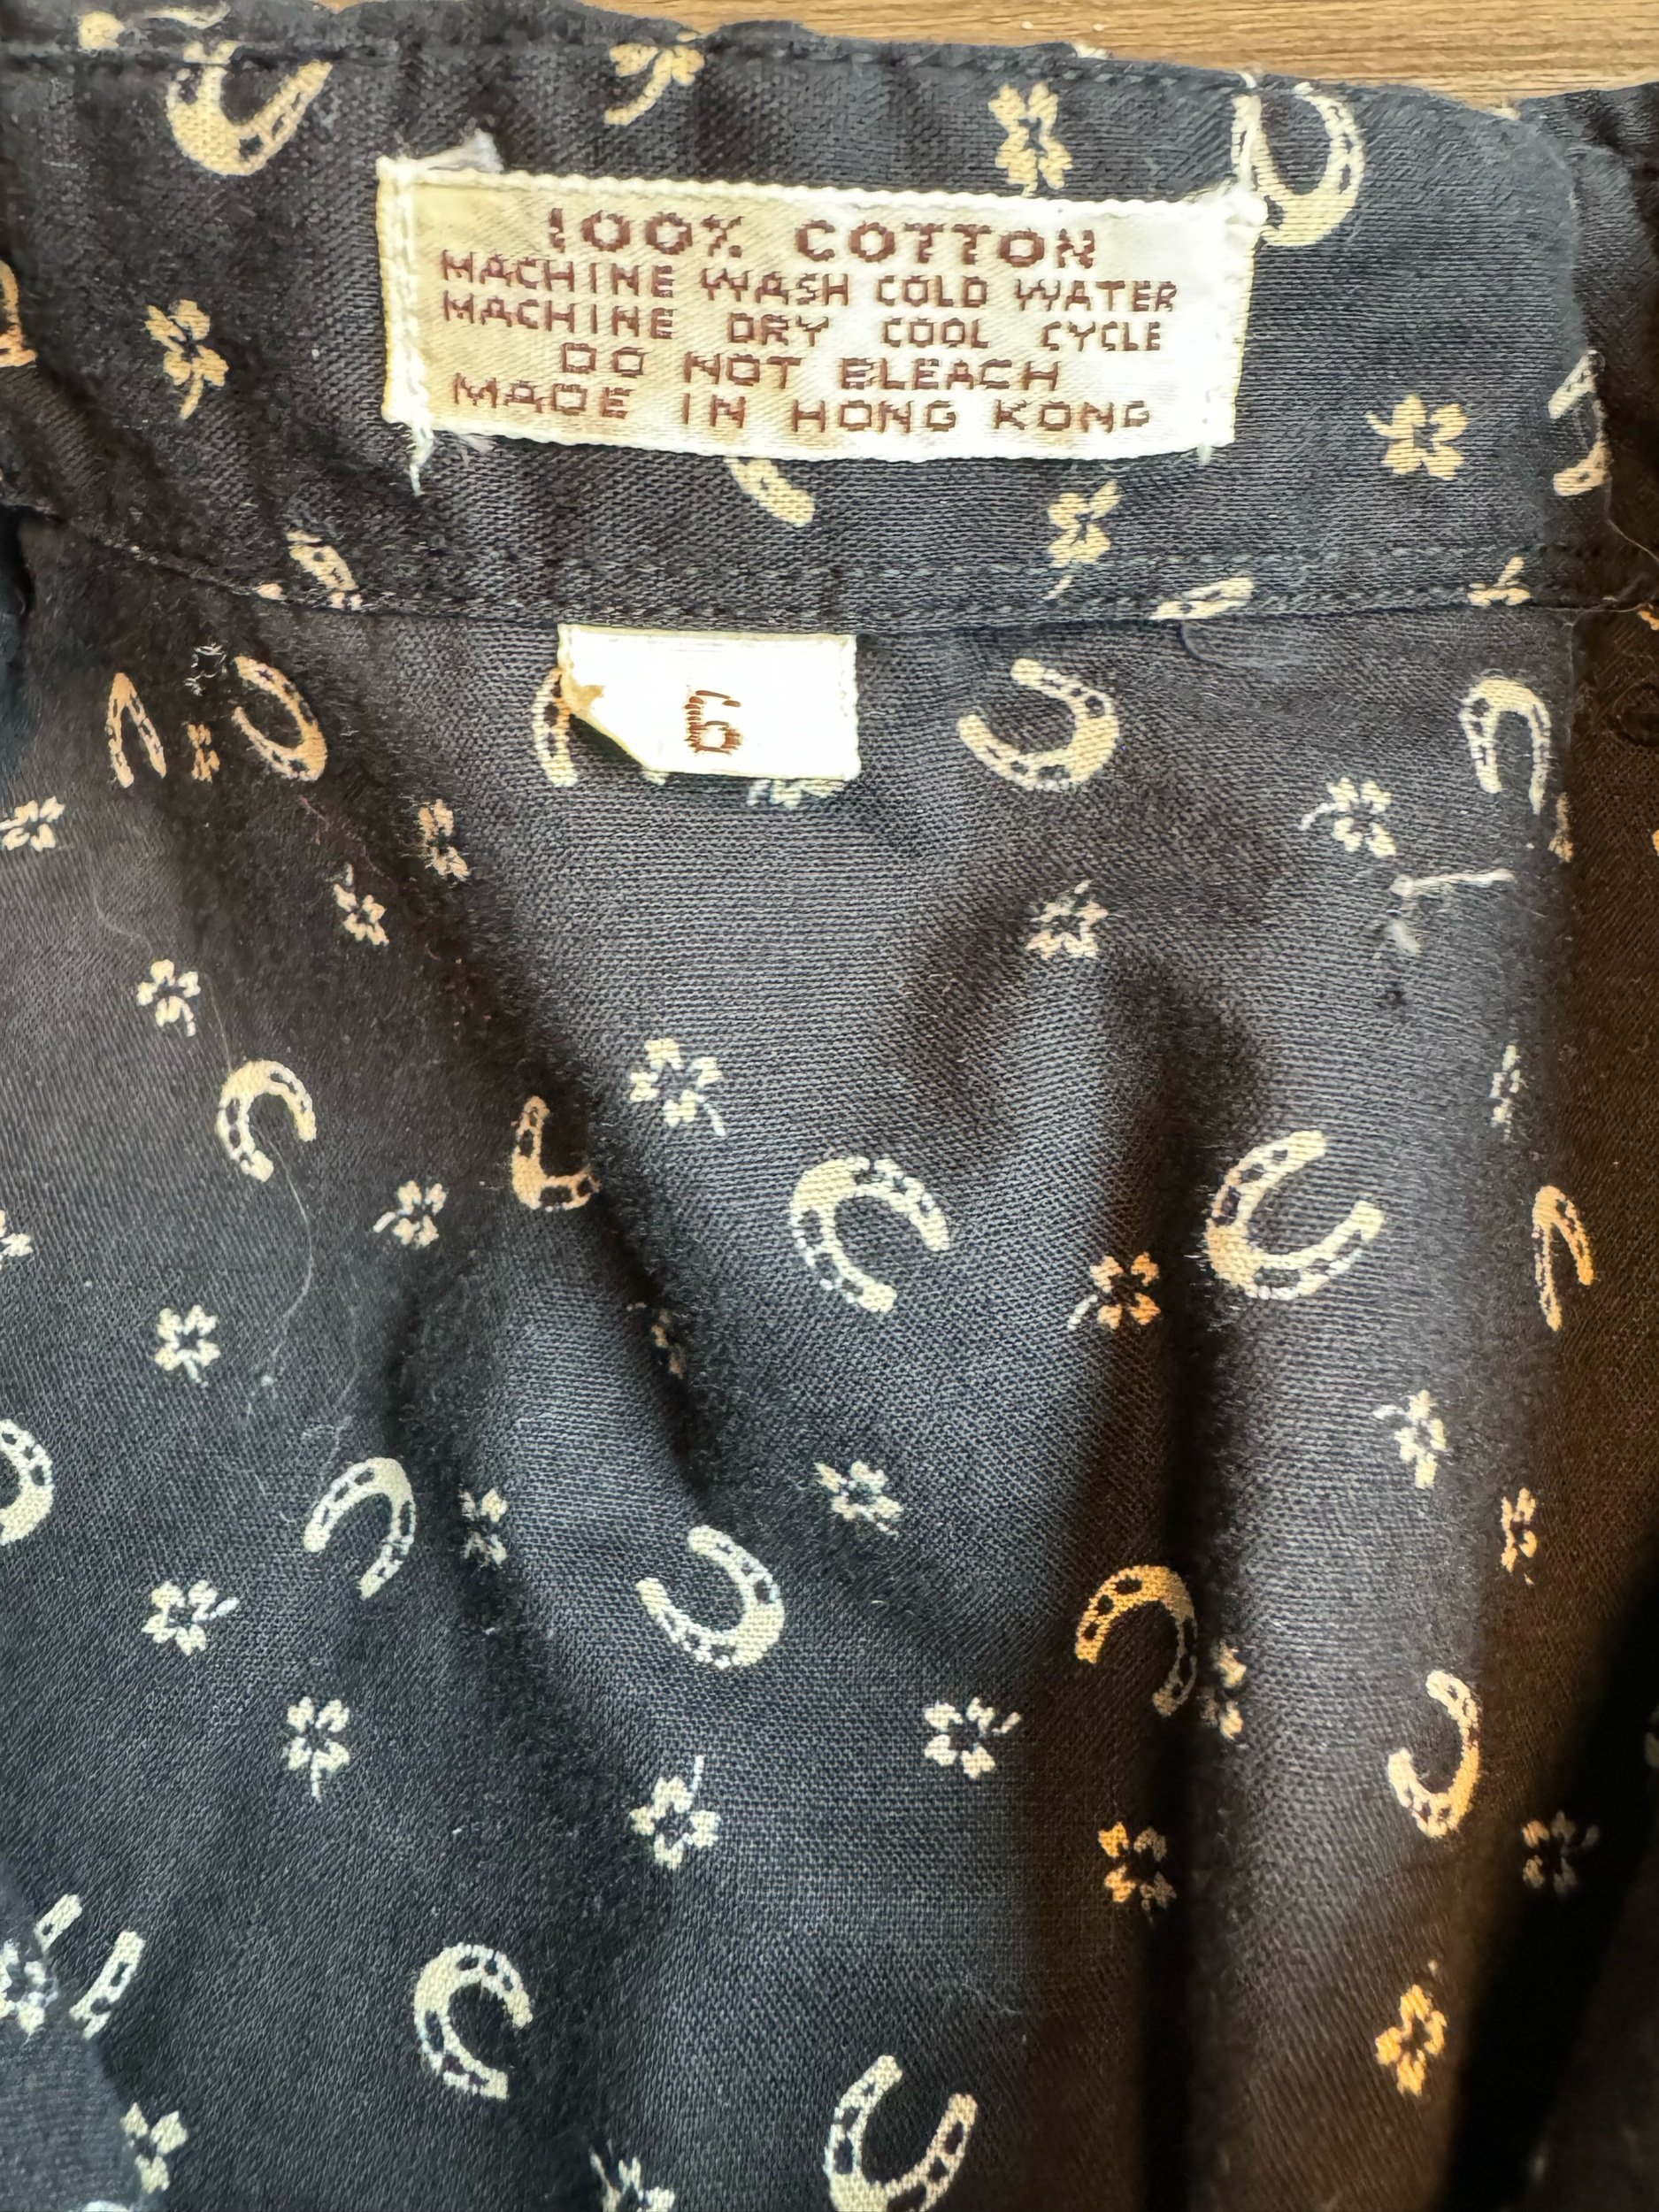 100% COTTON
MACHINE WASH COLD WATER
MACHINE DRY COOL CYCLE
DO NOT BLEACH
MADE IN HONG KONG
6